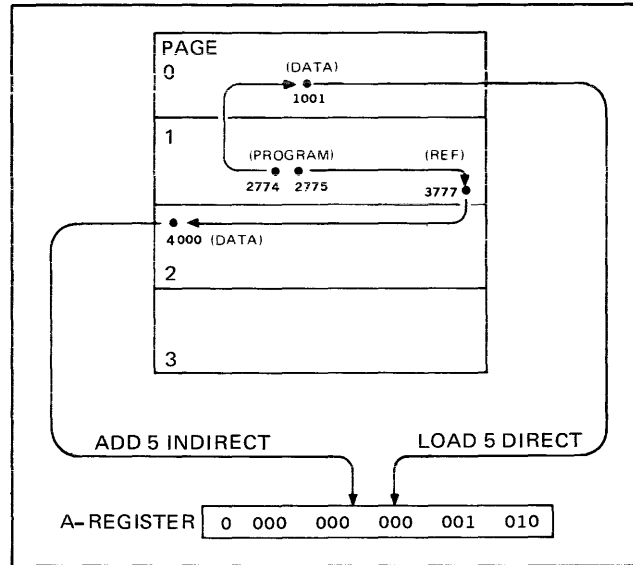 PAGE
0
(DATA)
1001
1
(PROGRAM) (REF)
2774 2775
3777
4000 (DATA)
2
3
ADD 5 INDIRECT LOAD 5 DIRECT
A-REGISTER 0 000 000 000 001 010